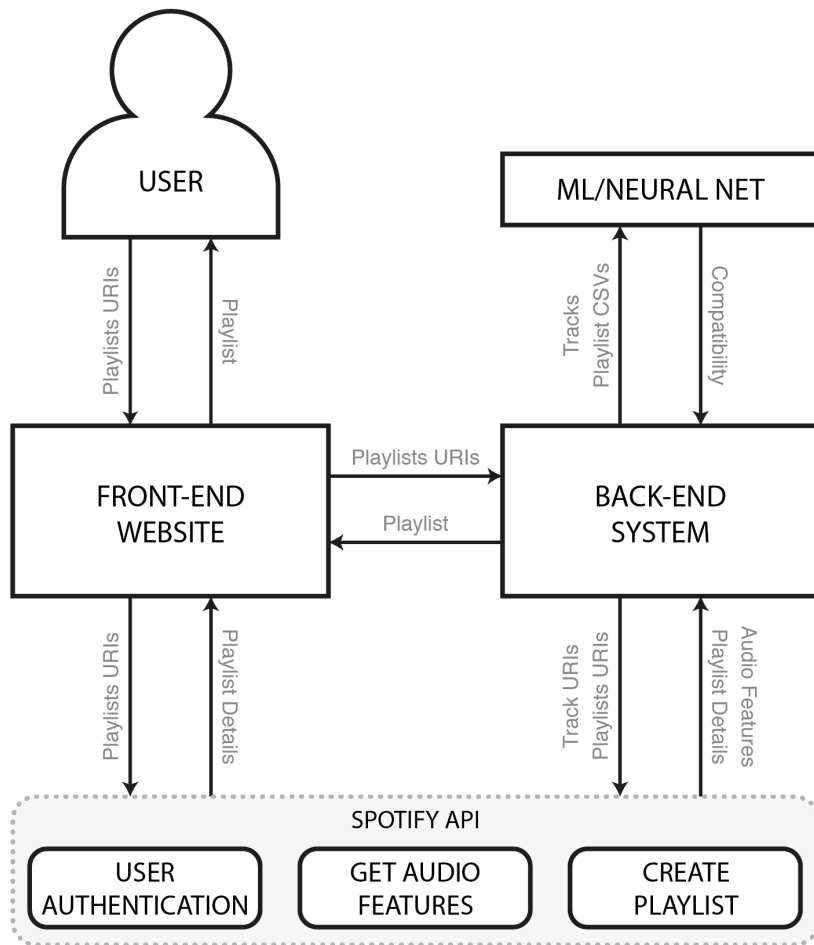 USER
ML/NEURAL NET
Playlists URIs
Playlist
Tracks
Playlist CSVs
Compatibility
FRONT-END
WEBSITE
Playlists URIs
Playlist
BACK-END
SYSTEM
Playlists URIs
Playlist Details
Track URIs
Playlists URIs
Audio Features
Playlist Details
SPOTIFY API
USER
AUTHENTICATION
GET AUDIO
FEATURES
CREATE
PLAYLIST